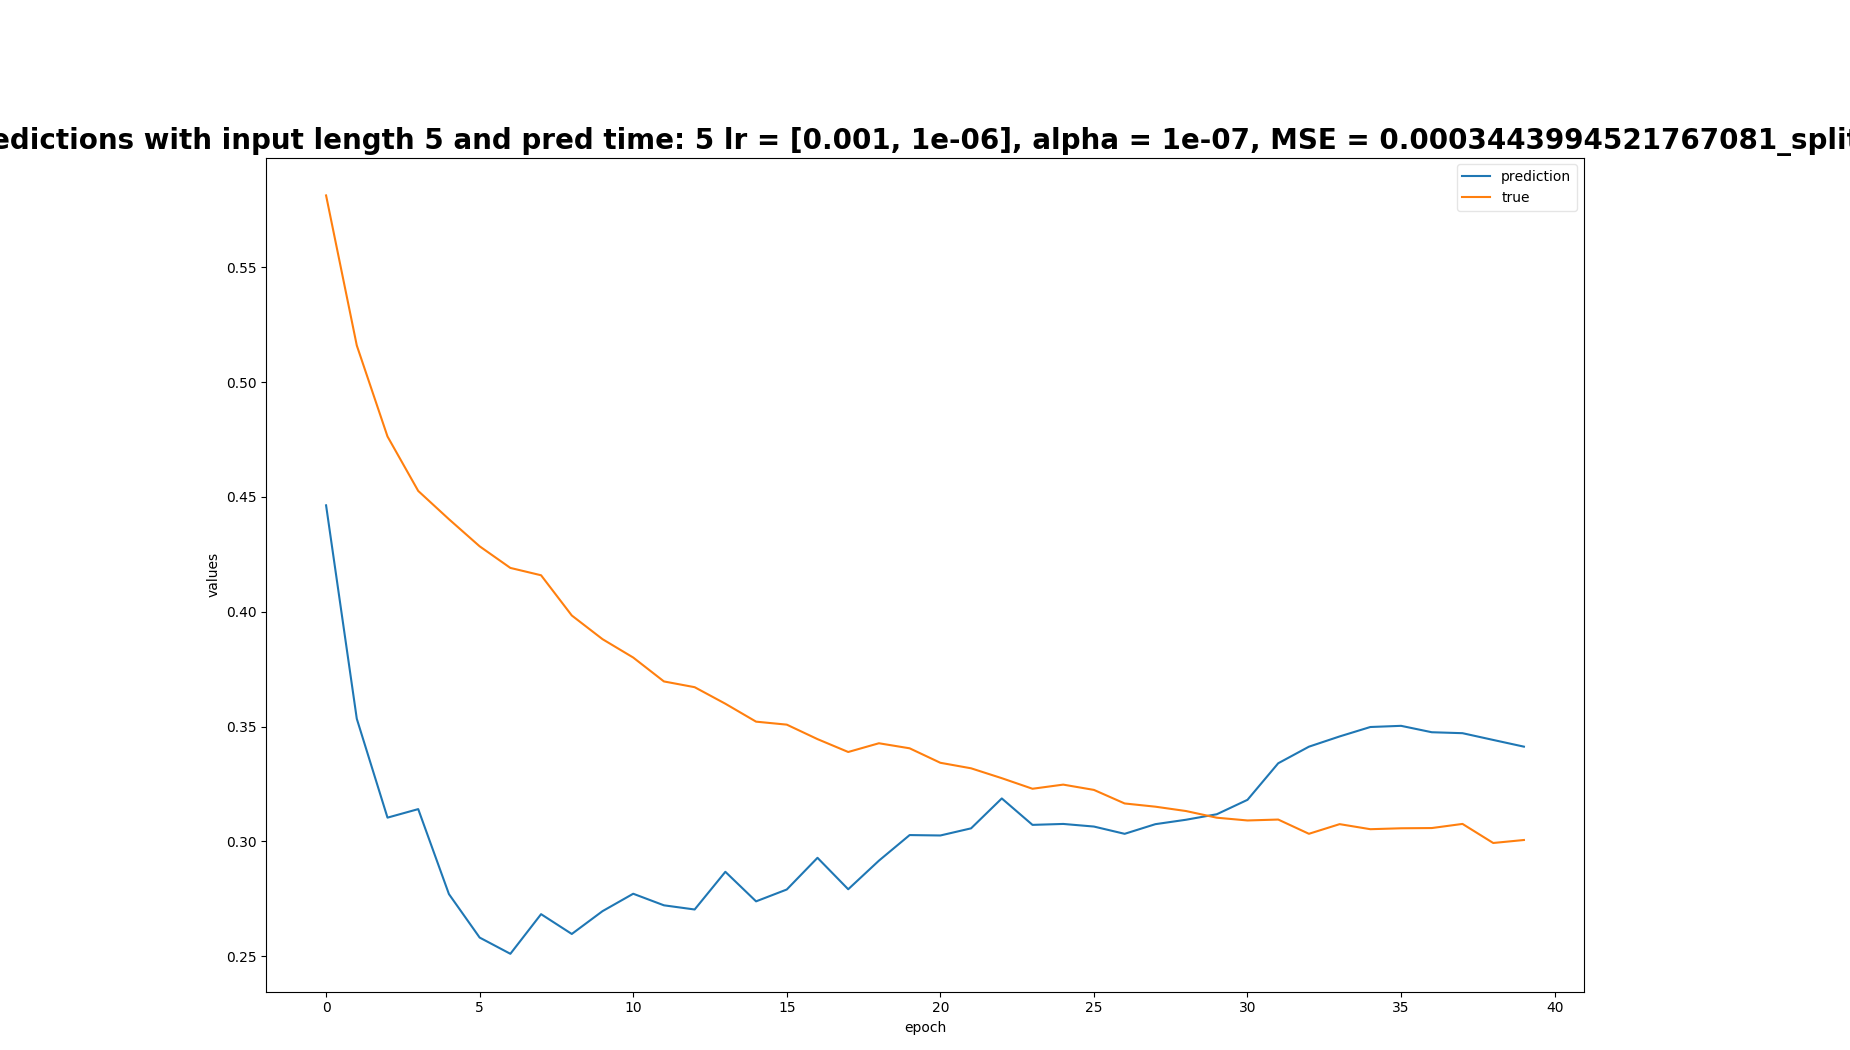 edictions with input length 5 and pred time: 5 lr = [0.001, 1e-06], alpha = 1e-07, MSE = 0.0003443994521767081_split
prediction
true
0.55
0.50
0.45
0.40
0.35
0.30
0.25
values
0 5 10 15 20 25 30 35 40
epoch